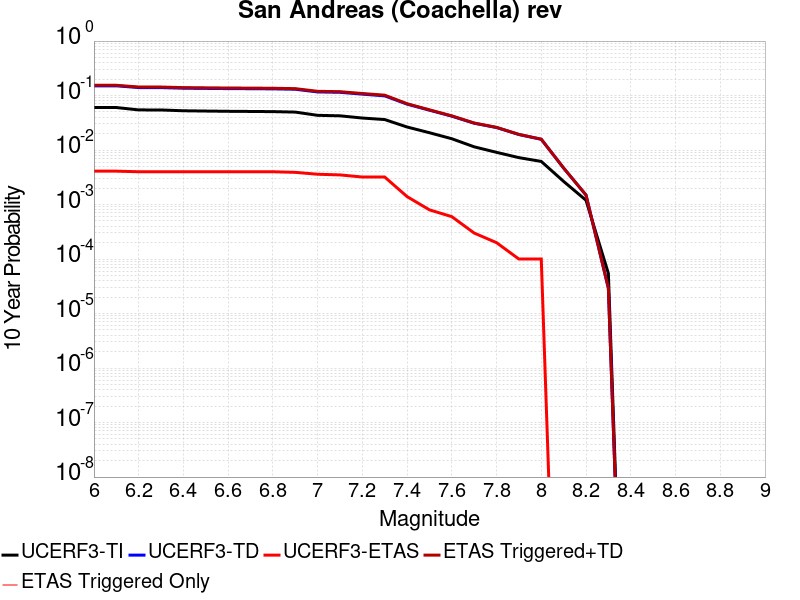 San Andreas (Coachella) rev
10 0
10 -1
10 -2
10 -3
10 -4
10 -5
10 -6
10 -7
10 -8
10 Year Probability
6 6.2 6.4 6.6 6.8 7 7.2 7.4 7.6 7.8 8 8.2 8.4 8.6 8.8 9
Magnitude
UCERF3-TI UCERF3-TD UCERF3-ETAS ETAS Triggered+TD
ETAS Triggered Only